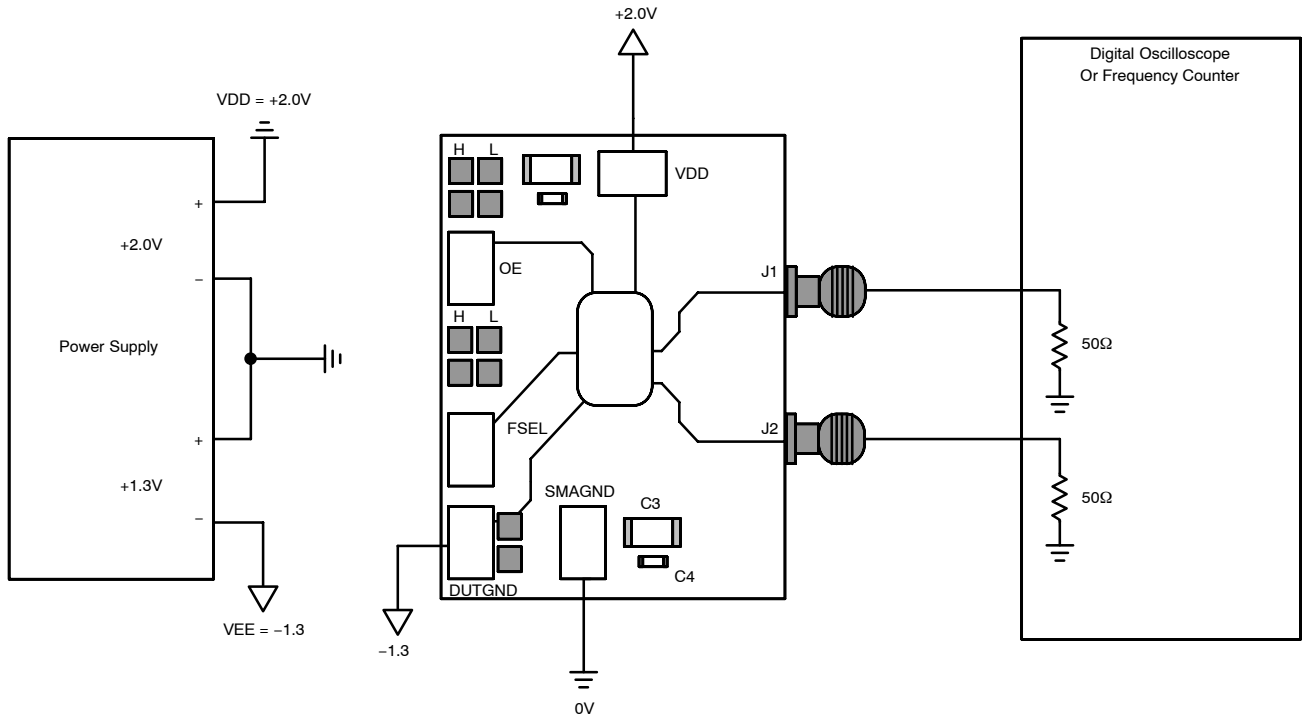 +2.0V
Digital Oscilloscope
Or Frequency Counter
VDD = +2.0V
H L
VDD
+
+2.0V
OE
−
J1
H L
Power Supply
50Ω
FSEL
J2
+
+1.3V
SMAGND
C3
50Ω
−
C4
DUTGND
VEE = −1.3
−1.3
0V